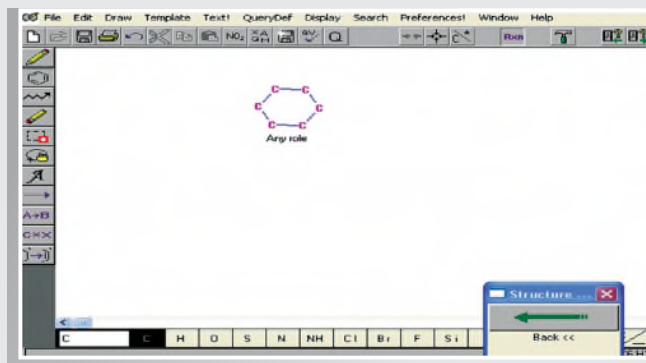 File Edit Draw Template Text! QueryDef Display Search Preferences! Window Help
NO₂ Q Rxn
C C
C C
C C
Any role
A→B
Structure ...
Back <<
C C H O S N NH Cl Br F Si